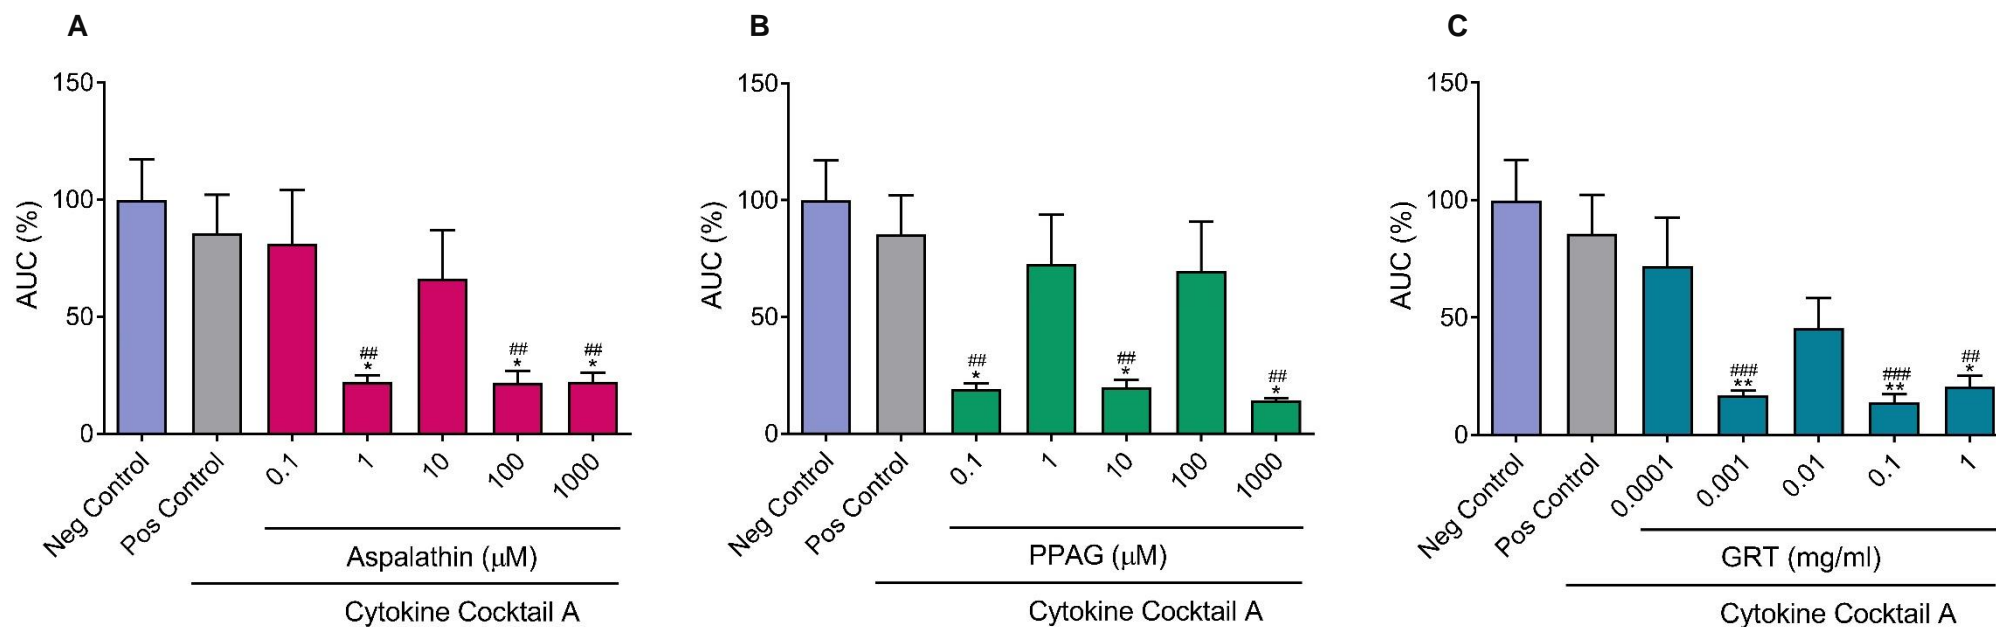 A
150
100
50
0
AUC (%)
##
*
##
*
##
*
Neg Control
Pos Control
0.1
1
10
100
1000
Aspalathin (μM)
Cytokine Cocktail A
B
150
100
50
0
AUC (%)
##
*
##
*
##
*
Neg Control
Pos Control
0.1
1
10
100
1000
PPAG (μM)
Cytokine Cocktail A
C
150
100
50
0
AUC (%)
###
**
###
**
##
*
Neg Control
Pos Control
0.0001
0.001
0.01
0.1
1
GRT (mg/ml)
Cytokine Cocktail A